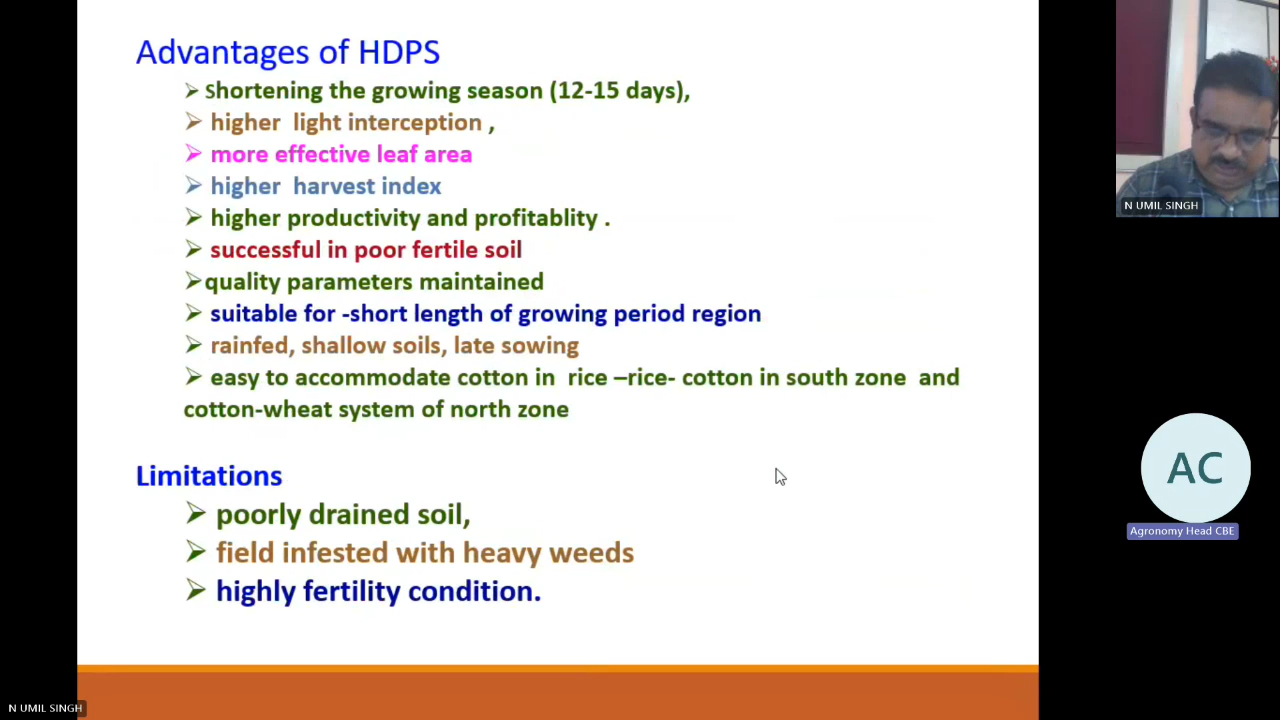 Advantages of HDPS
➢ Shortening the growing season (12-15 days),
➢ higher light interception ,
➢ more effective leaf area
➢ higher harvest index
➢ higher productivity and profitablity .
➢ successful in poor fertile soil
➢quality parameters maintained
➢ suitable for -short length of growing period region
➢ rainfed, shallow soils, late sowing
➢ easy to accommodate cotton in rice –rice- cotton in south zone and
cotton-wheat system of north zone
Limitations
➢ poorly drained soil,
➢ field infested with heavy weeds
➢ highly fertility condition.
N UMIL SINGH
AC
Agronomy Head CBE
N UMIL SINGH